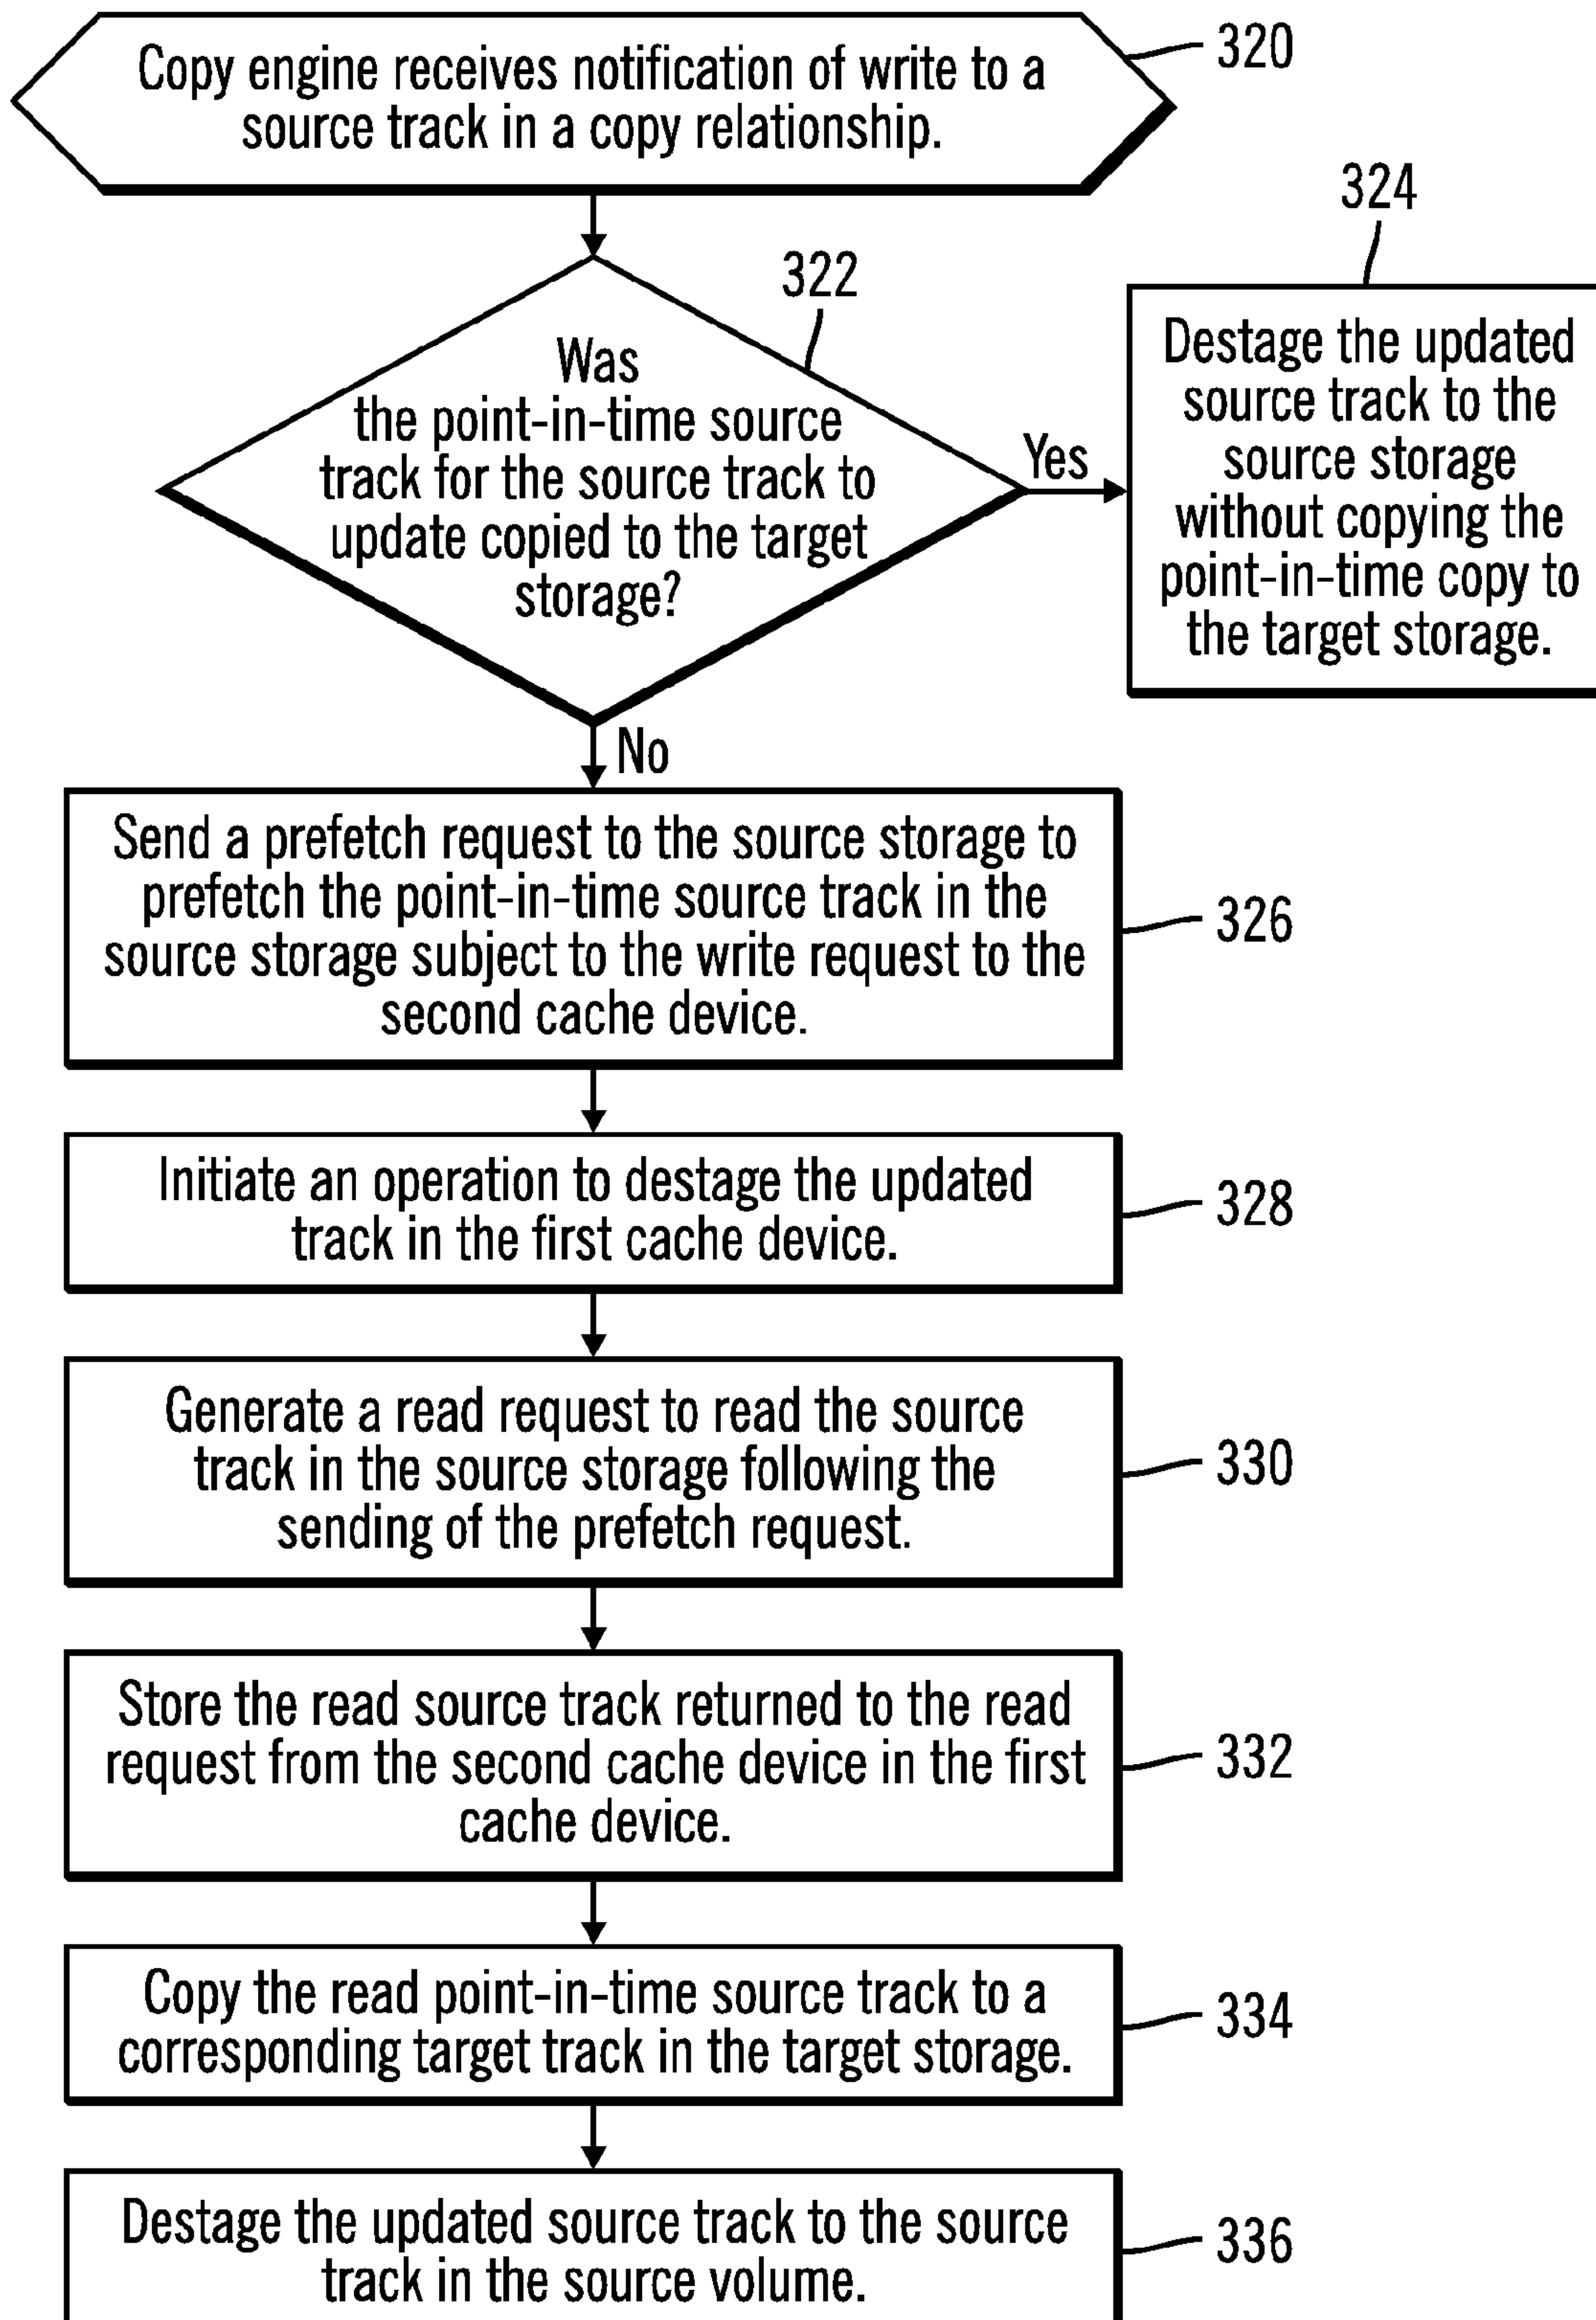 Copy engine receives notification of write to a
source track in a copy relationship.
320
322
Was
the point-in-time source
track for the source track to
update copied to the target
storage?
Yes
324
Destage the updated
source track to the
source storage
without copying the
point-in-time copy to
the target storage.
No
Send a prefetch request to the source storage to
prefetch the point-in-time source track in the
source storage subject to the write request to the
second cache device.
326
Initiate an operation to destage the updated
track in the first cache device.
328
Generate a read request to read the source
track in the source storage following the
sending of the prefetch request.
330
Store the read source track returned to the read
request from the second cache device in the first
cache device.
332
Copy the read point-in-time source track to a
corresponding target track in the target storage.
334
Destage the updated source track to the source
track in the source volume.
336